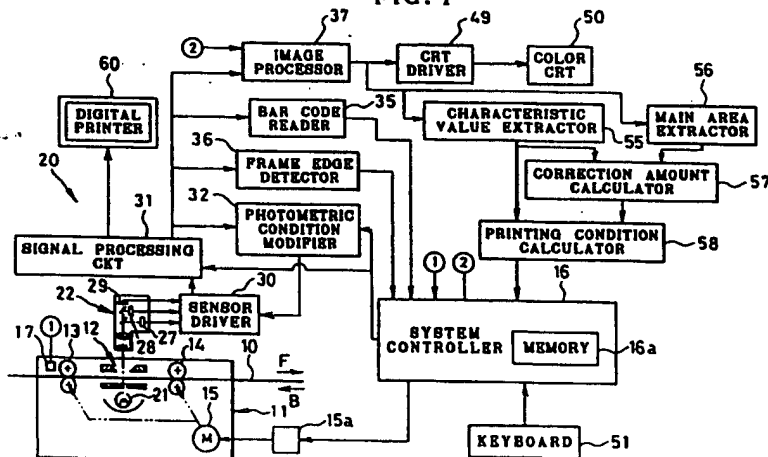 FIG. 1
37
49
50
2
IMAGE
PROCESSOR
CRT
DRIVER
COLOR
CRT
60
35
56
DIGITAL
PRINTER
BAR CODE
READER
CHARACTERISTIC
VALUE EXTRACTOR
55
MAIN AREA
EXTRACTOR
36
20
FRAME EDGE
DETECTOR
CORRECTION AMOUNT
CALCULATOR
57
32
31
PHOTOMETRIC
CONDITION
MODIFIER
SIGNAL PROCESSING
CKT
PRINTING CONDITION
CALCULATOR
58
30
1
2
16
29
22
SENSOR
DRIVER
27
28
SYSTEM
CONTROLLER
MEMORY
16a
17
1
13
12
14
10
F
B
21
15
11
M
15a
KEYBOARD
51